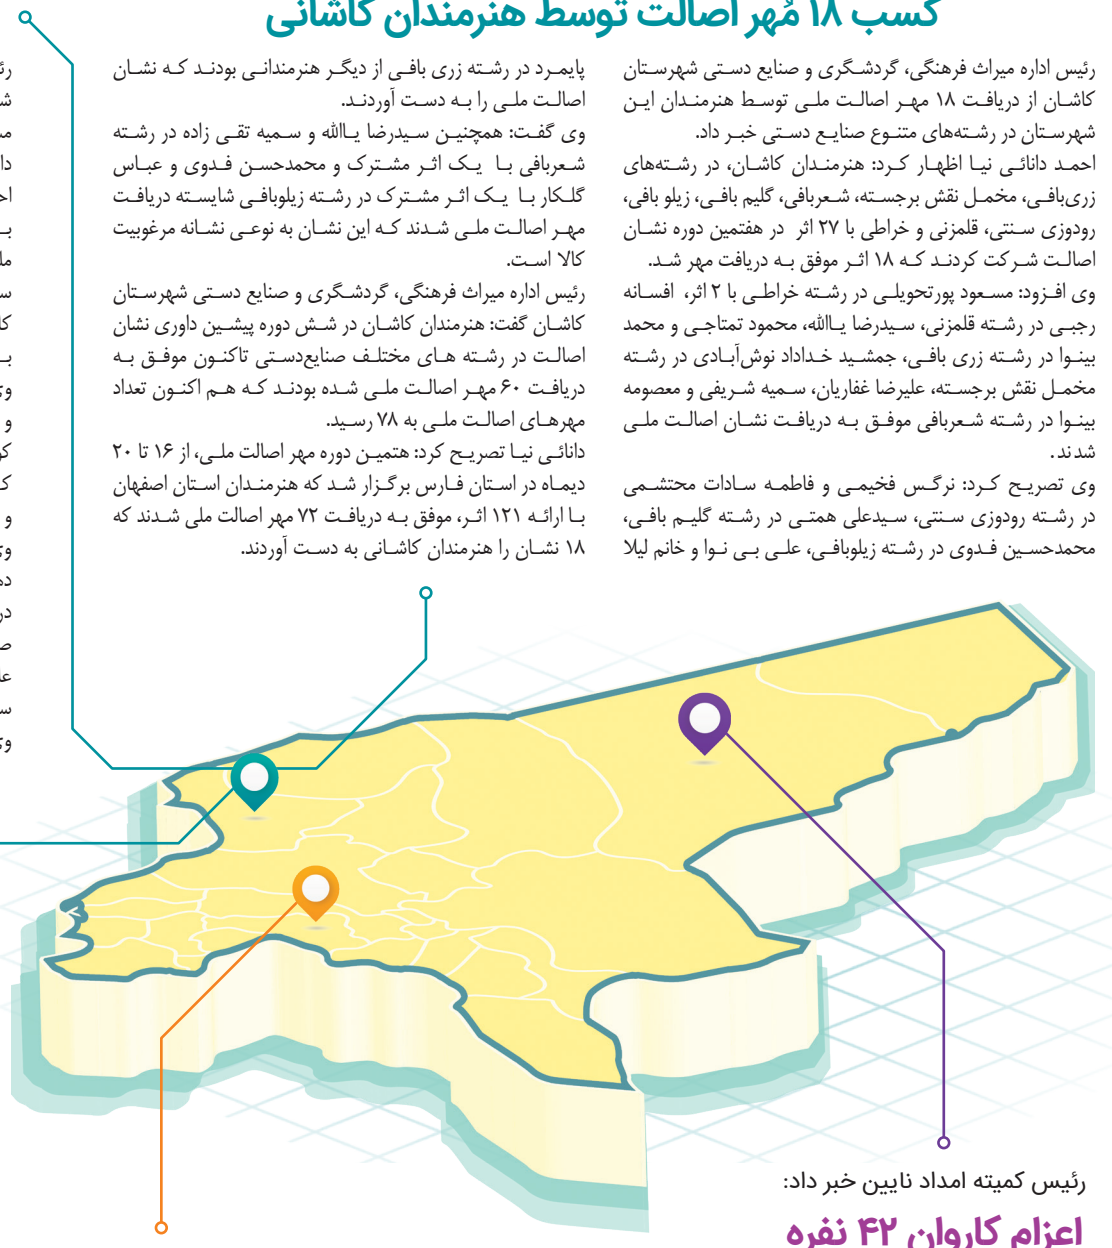 کسب ۱۸ مُهر اصالت توسط هنرمندان کاشانی
رئیس اداره میراث فرهنگی، گردشگری و صنایع دستی شهرستان
کاشان از دریافت ۱۸ مهر اصالت ملی توسط هنرمندان این
شهرستان در رشته‌های متنوع صنایع دستی خبر داد.
احمد دانائی نیا اظهار کرد: هنرمندان کاشان، در رشته‌های
زری‌بافی، مخمل نقش برجسته، شعربافی، گلیم بافی، زیلو بافی،
رودوزی سنتی، قلمزنی و خراطی با ۲۷ اثر در هفتمین دوره نشان
اصالت شرکت کردند که ۱۸ اثر موفق به دریافت مهر شد.
وی افزود: مسعود پورتحویلی در رشته خراطی با ۲ اثر، افسانه
رجبی در رشته قلمزنی، سیدرضا یاالله، محمود تمتاجی و محمد
بینوا در رشته زری بافی، جمشید خداداد نوش‌آبادی در رشته
مخمل نقش برجسته، علیرضا غفاریان، سمیه شریفی و معصومه
بینوا در رشته شعربافی موفق به دریافت نشان اصالت ملی
شدند.
وی تصریح کرد: نرگس فخیمی و فاطمه سادات محتشمی
در رشته رودوزی سنتی، سیدعلی همتی در رشته گلیم بافی،
محمدحسین فدوی در رشته زیلوبافی، علی بی نوا و خانم لیلا
پایمرد در رشته زری بافی از دیگر هنرمندانی بودند که نشان
اصالت ملی را به دست آوردند.
وی گفت: همچنین سیدرضا یاالله و سمیه تقی زاده در رشته
شعربافی با یک اثر مشترک و محمدحسن فدوی و عباس
گلکار با یک اثر مشترک در رشته زیلوبافی شایسته دریافت
مهر اصالت ملی شدند که این نشان به نوعی نشانه مرغوبیت
کالا است.
رئیس اداره میراث فرهنگی، گردشگری و صنایع دستی شهرستان
کاشان گفت: هنرمندان کاشان در شش دوره پیشین داوری نشان
اصالت در رشته های مختلف صنایع‌دستی تاکنون موفق به
دریافت ۶۰ مهر اصالت ملی شده بودند که هم اکنون تعداد
مهرهای اصالت ملی به ۷۸ رسید.
دانائی نیا تصریح کرد: هتمین دوره مهر اصالت ملی، از ۱۶ تا ۲۰
دیماه در استان فارس برگزار شد که هنرمندان استان اصفهان
با ارائه ۱۲۱ اثر، موفق به دریافت ۷۲ مهر اصالت ملی شدند که
۱۸ نشان را هنرمندان کاشانی به دست آوردند.
رئیس کمیته امداد نایین خبر داد:
اعزام کاروان ۴۲ نفره